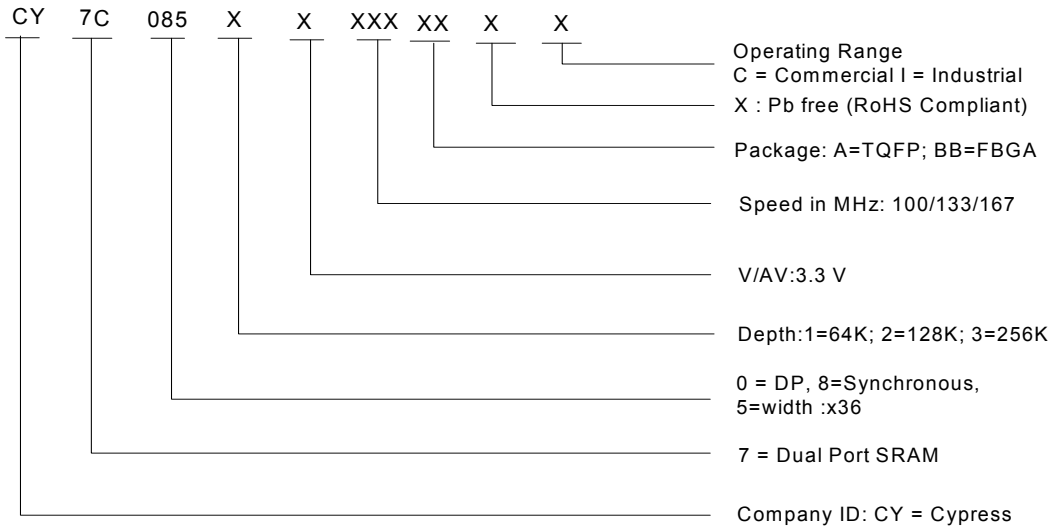 CY 7C 085 X X XXX XX X X
Operating Range
C = Commercial I = Industrial
X : Pb free (RoHS Compliant)
Package: A=TQFP; BB=FBGA
Speed in MHz: 100/133/167
V/AV:3.3 V
Depth:1=64K; 2=128K; 3=256K
0 = DP, 8=Synchronous,
5=width :x36
7 = Dual Port SRAM
Company ID: CY = Cypress